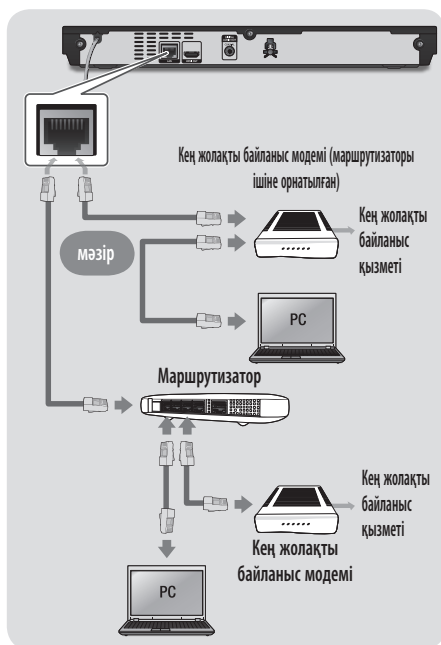 Кең жолақты байланыс модемі (маршрутизаторы
ішіне орнатылған)
Кең жолақты
байланыс
қызметі
мәзір
PC
Маршрутизатор
Кең жолақты
байланыс
қызметі
Кең жолақты
байланыс модемі
PC